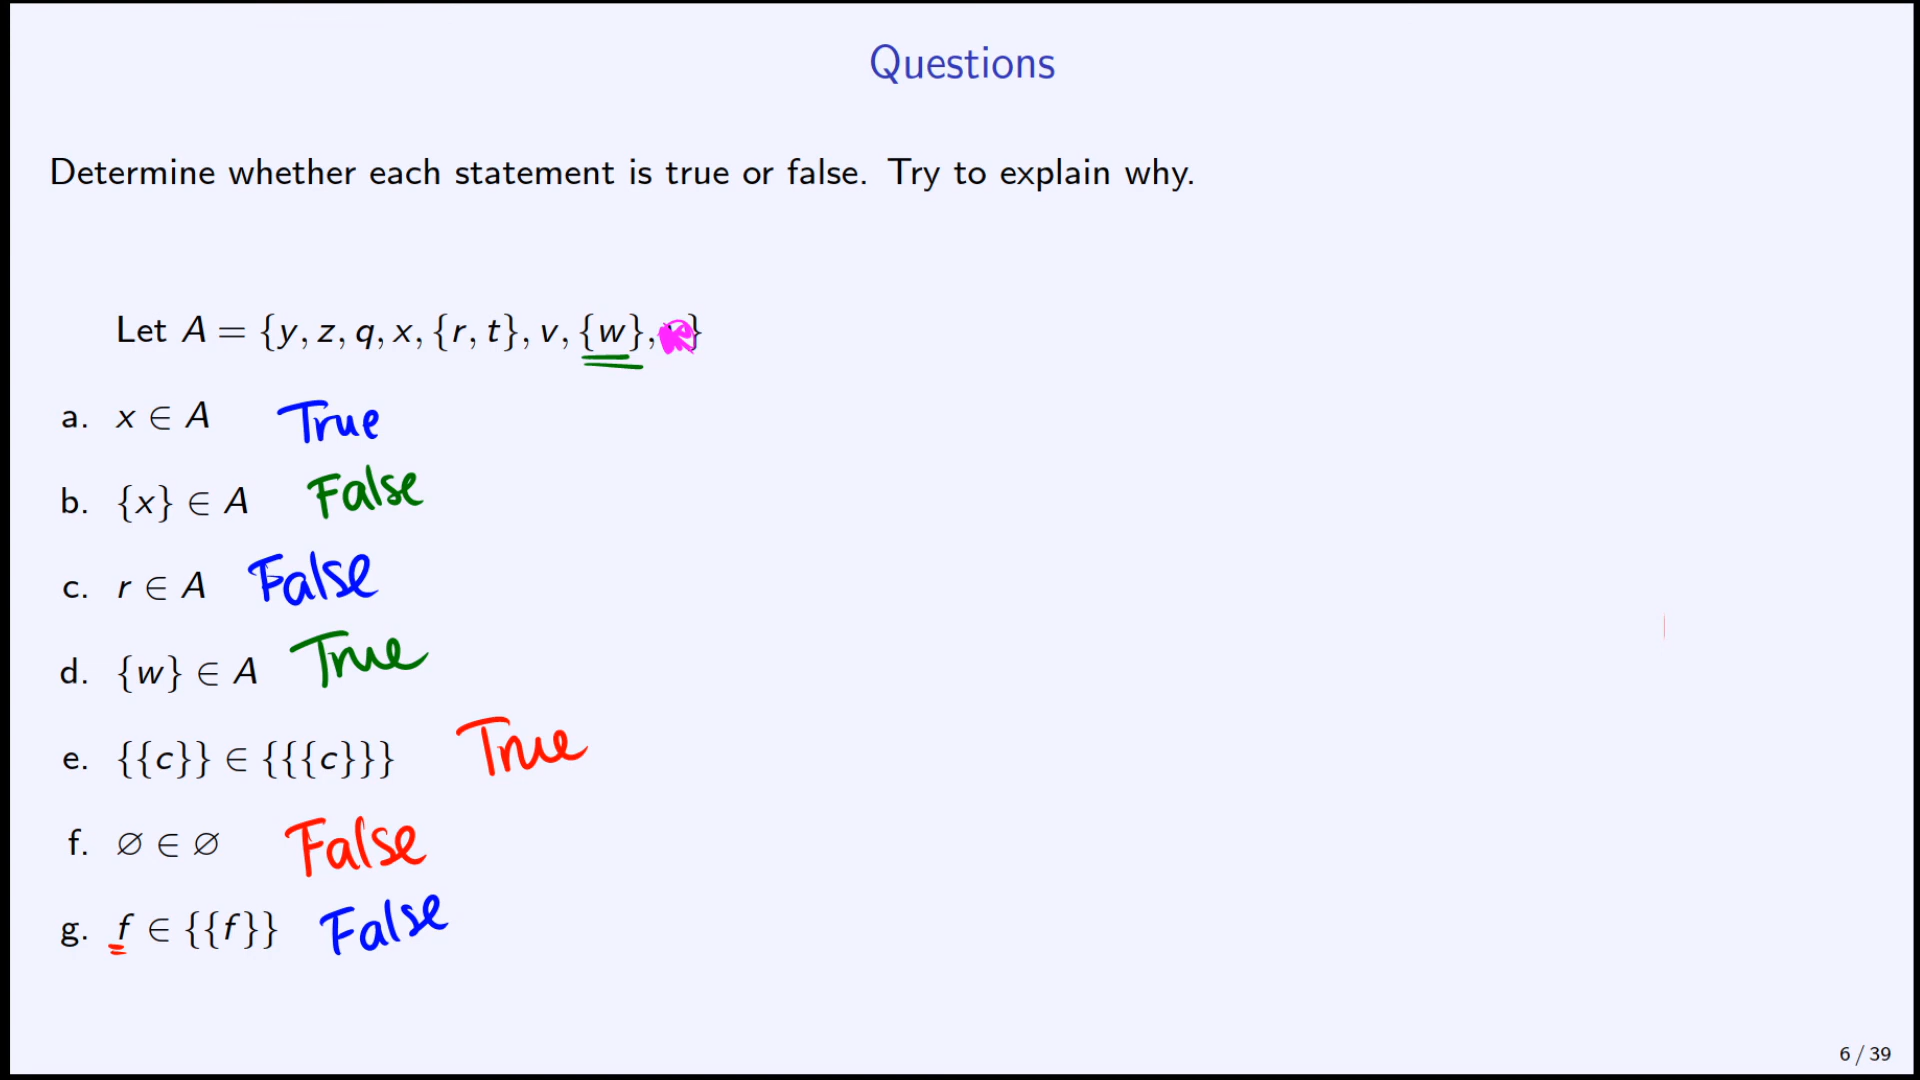 Questions
Determine whether each statement is true or false. Try to explain why.
Let A = {y, z, q, x, {r, t}, v, {w}, }
a. x ∈ A True
b. {x} ∈ A False
c. r ∈ A False
d. {w} ∈ A True
e. {{c}} ∈ {{{c}}} True
f. ∅ ∈ ∅ False
g. f ∈ {{f}} False
6 / 39